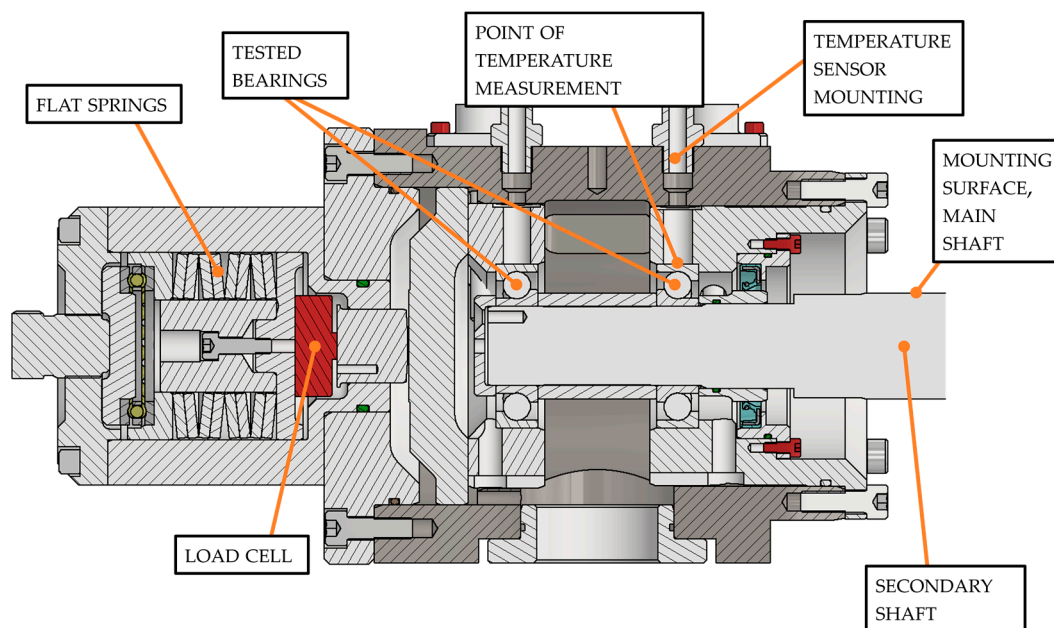 POINT OF
TEMPERATURE
MEASUREMENT
TEMPERATURE
SENSOR
MOUNTING
TESTED
BEARINGS
FLAT SPRINGS
MOUNTING
SURFACE,
MAIN
SHAFT
LOAD CELL
SECONDARY
SHAFT